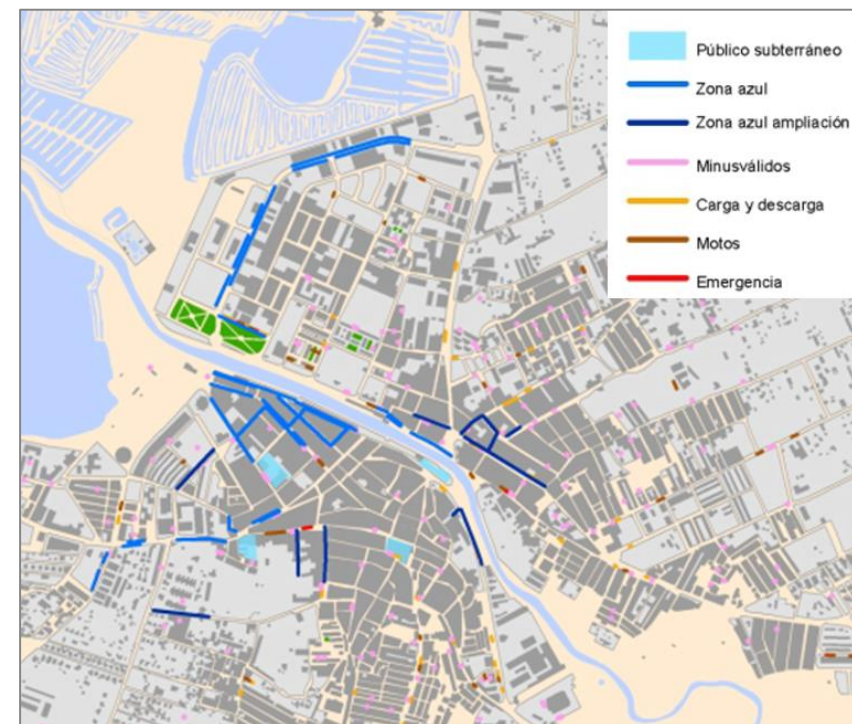 Público subterráneo
Zona azul
Zona azul ampliación
Minusválidos
Carga y descarga
Motos
Emergencia